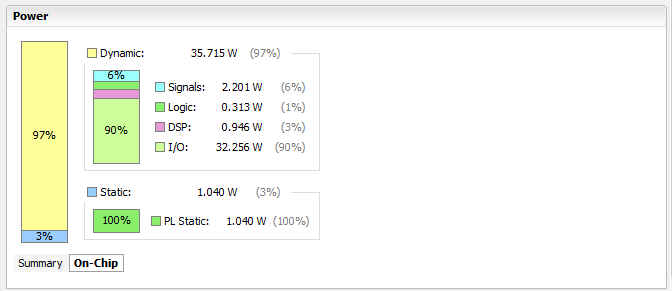 Power
Dynamic: 35.715 W (97%)
6%
Signals: 2.201 W (6%)
Logic: 0.313 W (1%)
DSP: 0.946 W (3%)
97% 90% I/O: 32.256 W (90%)
Static: 1.040 W (3%)
100% PL Static: 1.040 W (100%)
3%
Summary On-Chip